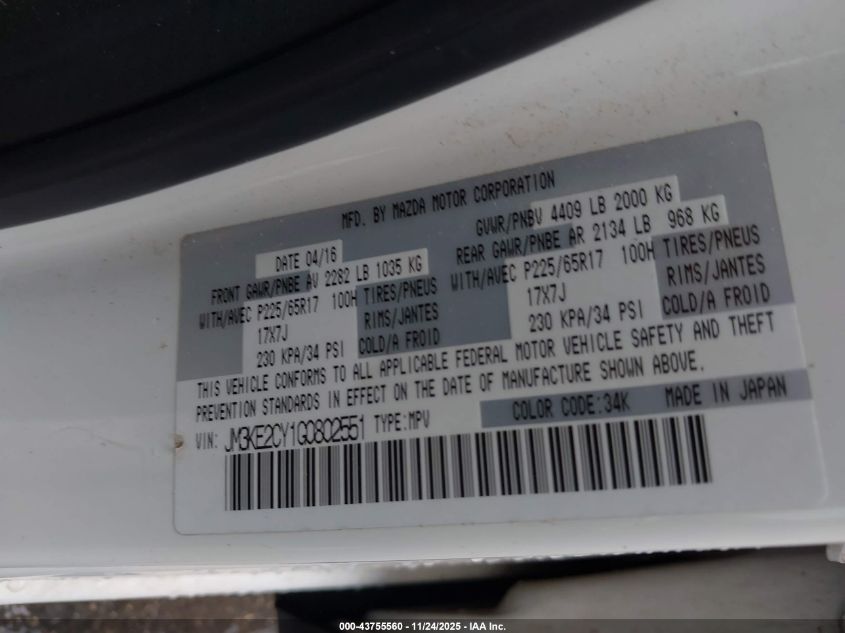 MFD. BY MAZDA MOTOR CORPORATION
DATE 04/16
GVWR/PNBV 4409 LB 2000 KG
FRONT GAWR/PNBE AV 2282 LB 1035 KG
REAR GAWR/PNBE AR 2134 LB 968 KG
WITH/AVEC P225/65R17 100H TIRES/PNEUS
WITH/AVEC P225/65R17 100H TIRES/PNEUS
17X7J RIMS/JANTES
17X7J RIMS/JANTES
230 KPA/34 PSI COLD/A FROID
230 KPA/34 PSI COLD/A FROID
THIS VEHICLE CONFORMS TO ALL APPLICABLE FEDERAL MOTOR VEHICLE SAFETY AND THEFT
PREVENTION STANDARDS IN EFFECT ON THE DATE OF MANUFACTURE SHOWN ABOVE.
VIN: JM3KE2CY1G0802551 TYPE:MPV COLOR CODE:34K MADE IN JAPAN
000-43755560 - 11/24/2025 - IAA Inc.